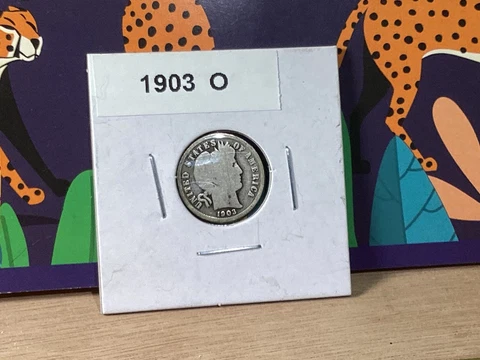 1903 O
UNITED STATES OF AMERICA
1903